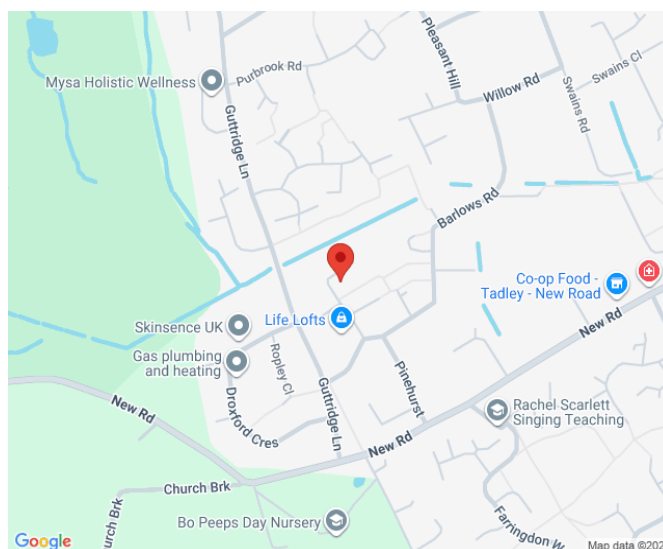 Pleasant Hill
Purbrook Rd
Mysa Holistic Wellness
Swains Cl
Willow Rd
Swains Rd
Guttridge Ln
Barlows Rd
Co-op Food -
Tadley - New Road
Life Lofts
Skinsence UK
New Rd
Gas plumbing
and heating
Ropley Cl
Pinehurst
Guttridge Ln
Droxford Cres
Rachel Scarlett
Singing Teaching
New Rd
New Rd
Church Brk
Church Brk
Bo Peeps Day Nursery
Farringdon W
Google
Map data ©202